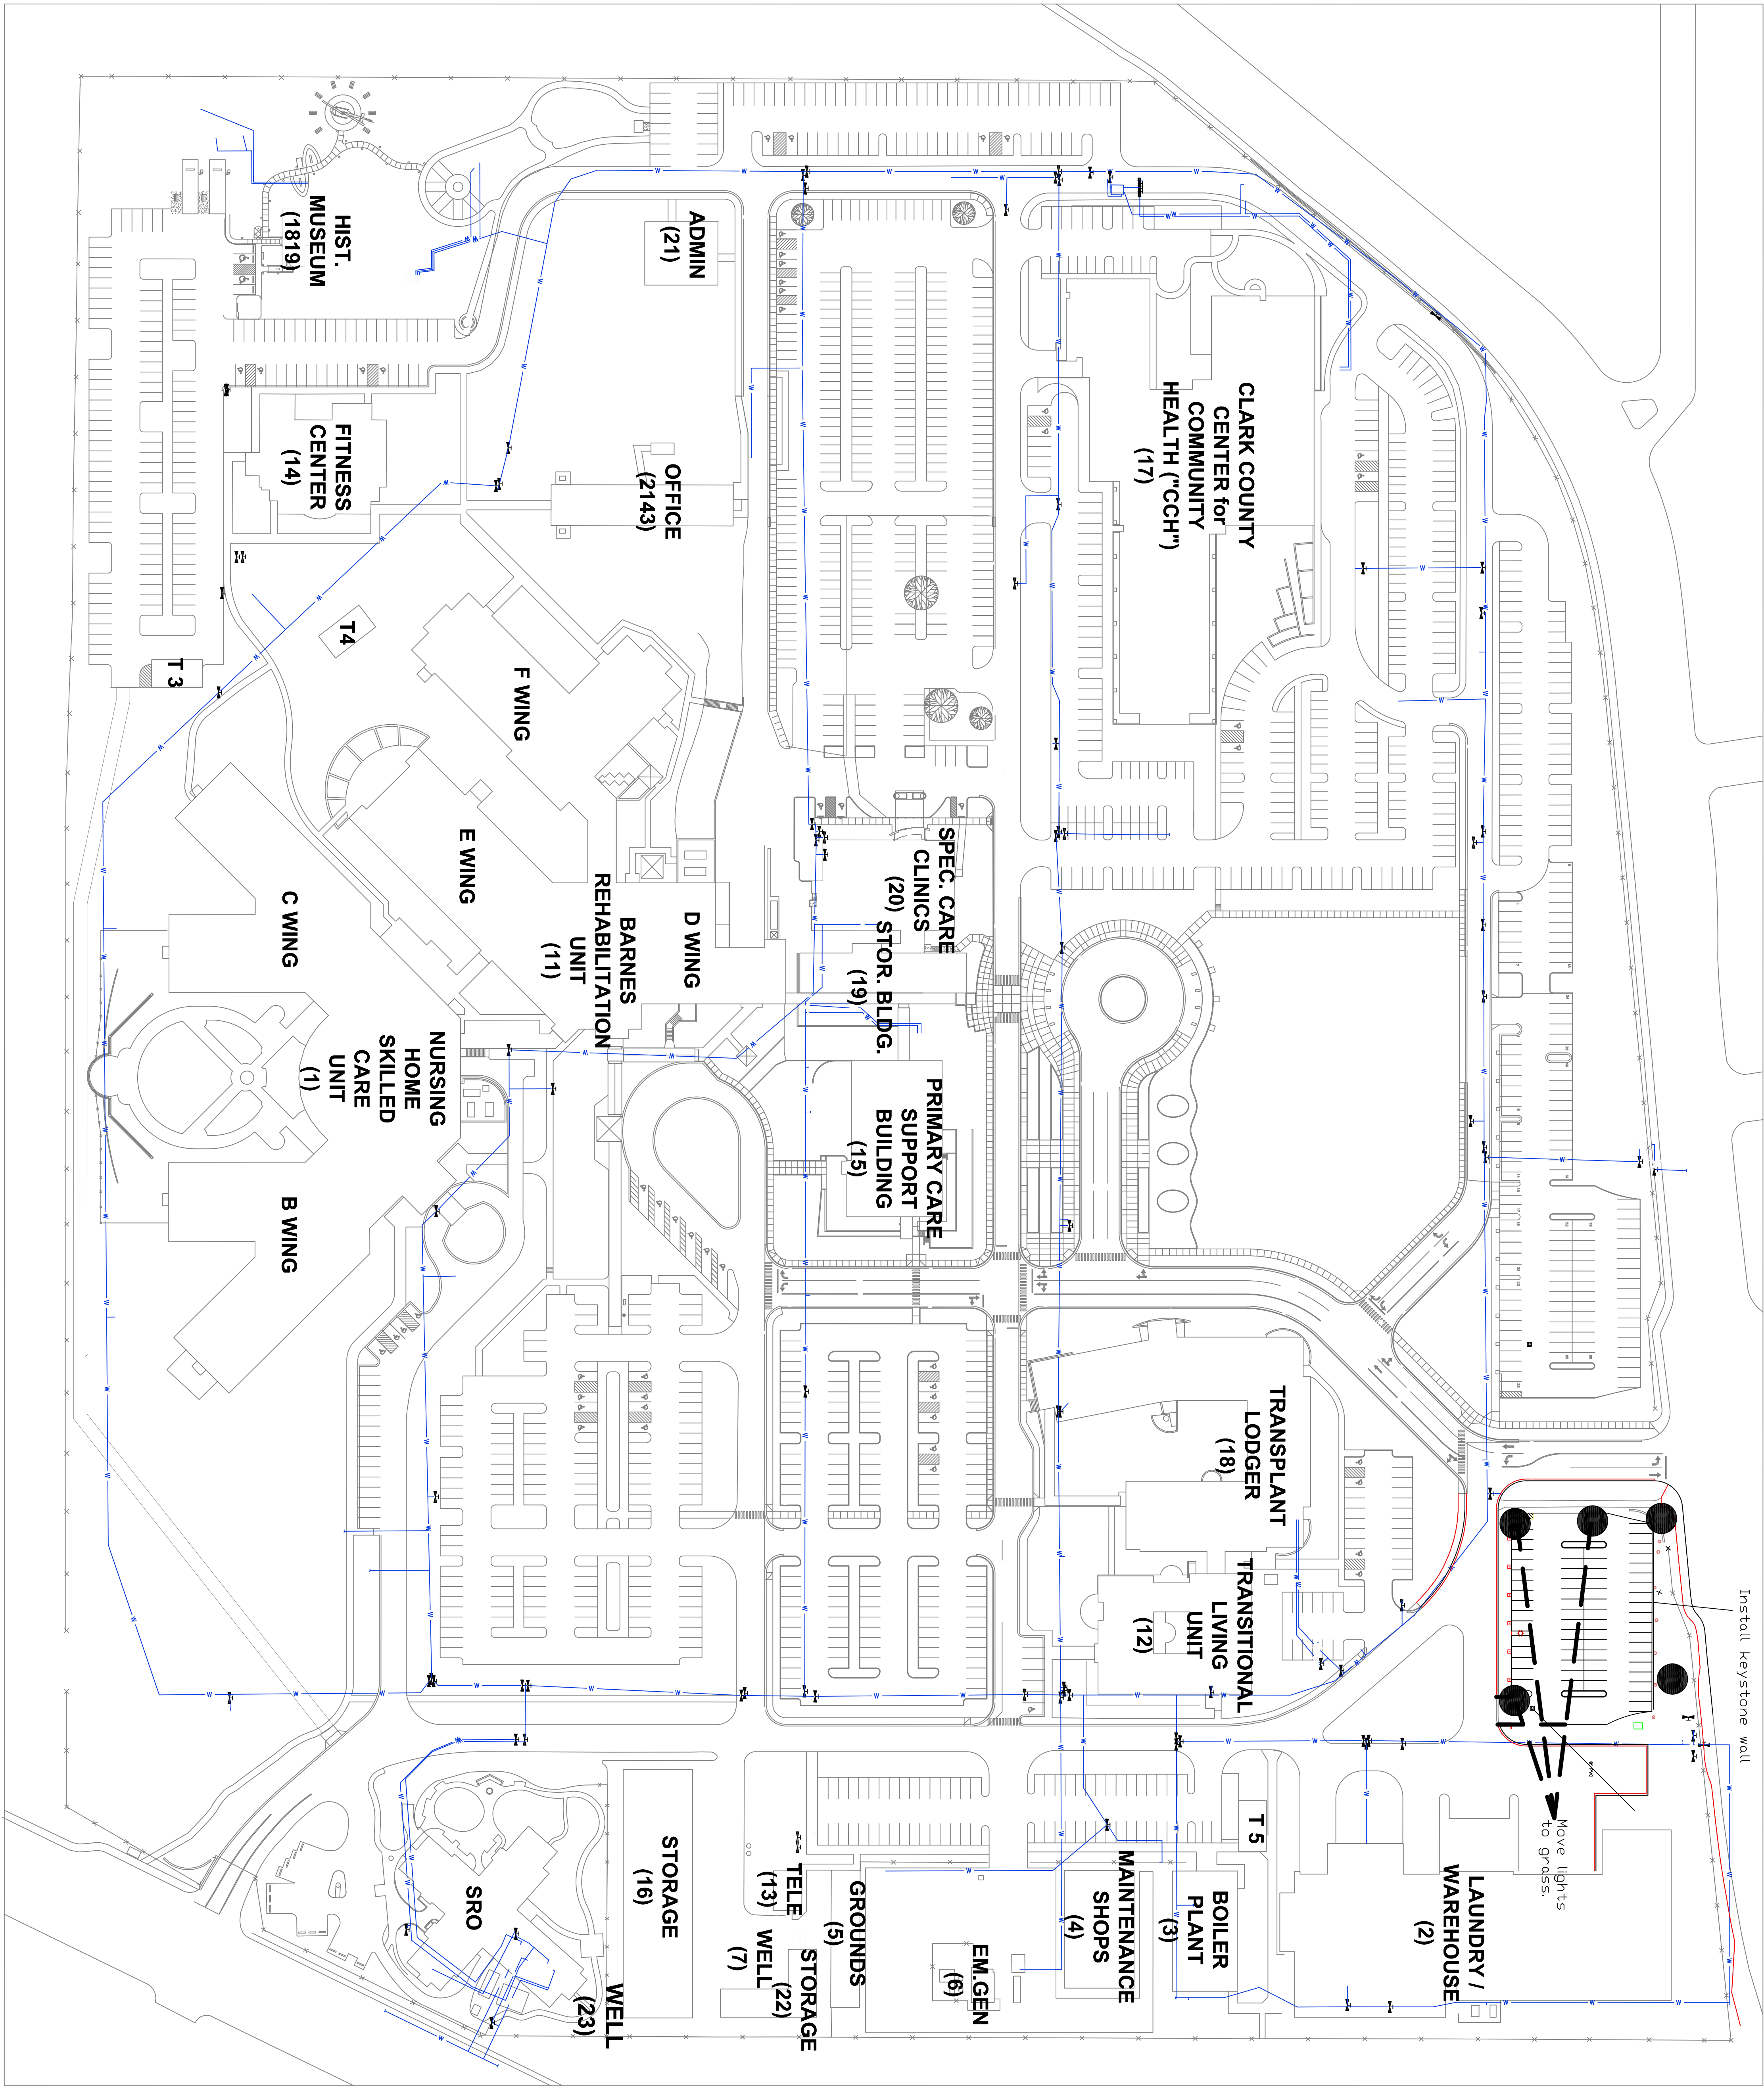 HIST.
MUSEUM
(1819)
ADMIN
(21)
FITNESS
CENTER
(14)
OFFICE
(2143)
CLARK COUNTY
CENTER for
COMMUNITY
HEALTH ("CCH")
(17)
T4
T 3
F WING
E WING
C WING
D WING
BARNES
REHABILITATION
UNIT
(11)
SPEC. CARE
CLINICS
(20)
STOR. BLDG.
(19)
NURSING
HOME
SKILLED
CARE
UNIT
(1)
PRIMARY CARE
SUPPORT
BUILDING
(15)
B WING
TRANSPLANT
LODGER
(18)
TRANSITIONAL
LIVING
UNIT
(12)
Install keystone wall
Move lights
to grass.
T 5
LAUNDRY /
WAREHOUSE
(2)
BOILER
PLANT
(3)
MAINTENANCE
SHOPS
(4)
EM.GEN
(6)
GROUNDS
(5)
TELE
(13)
STORAGE
(22)
WELL
(7)
STORAGE
(16)
SRO
WELL
(23)